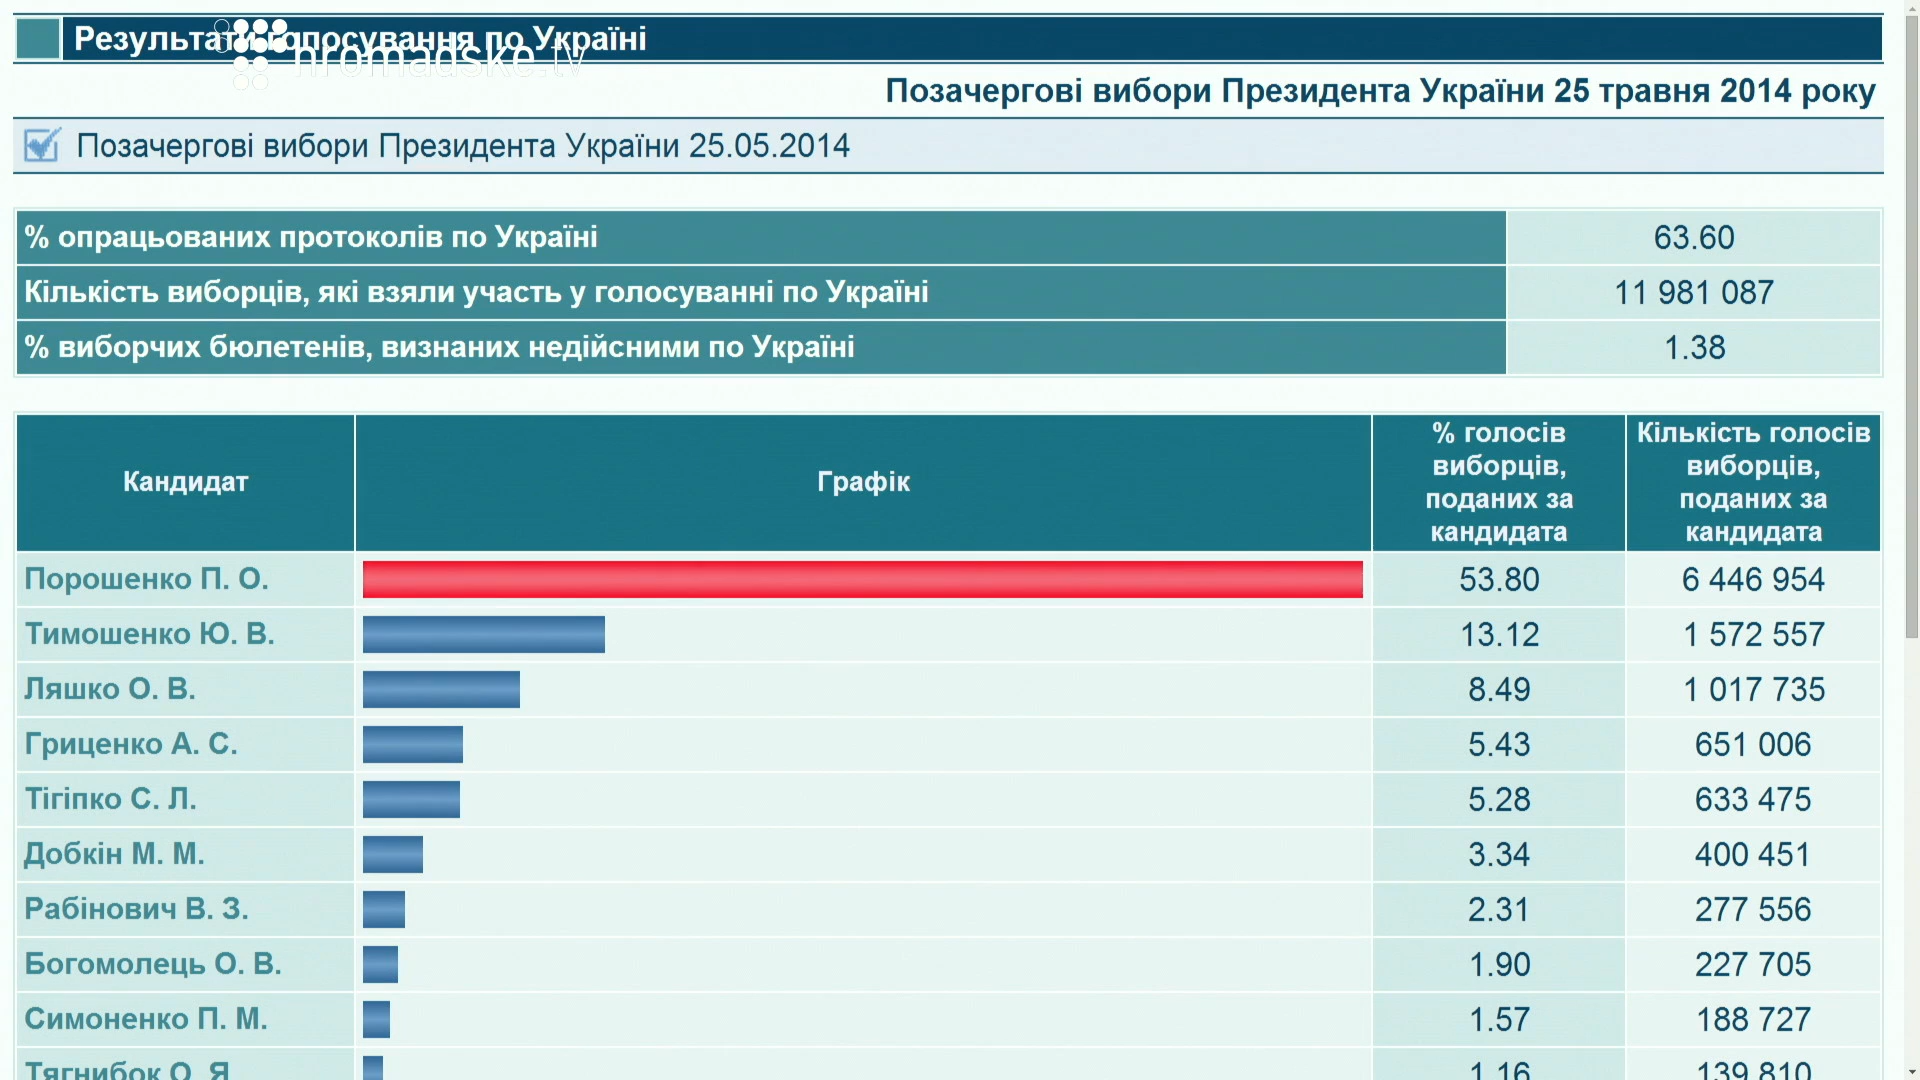 Результати голосування по Україні
hromadske.tv
Позачергові вибори Президента України 25 травня 2014 року
Позачергові вибори Президента України 25.05.2014
% опрацьованих протоколів по Україні 63.60
Кількість виборців, які взяли участь у голосуванні по Україні 11 981 087
% виборчих бюлетенів, визнаних недійсними по Україні 1.38
Кандидат Графік % голосів виборців, поданих за кандидата Кількість голосів виборців, поданих за кандидата
Порошенко П. О. 53.80 6 446 954
Тимошенко Ю. В. 13.12 1 572 557
Ляшко О. В. 8.49 1 017 735
Гриценко А. С. 5.43 651 006
Тігіпко С. Л. 5.28 633 475
Добкін М. М. 3.34 400 451
Рабінович В. З. 2.31 277 556
Богомолець О. В. 1.90 227 705
Симоненко П. М. 1.57 188 727
Тягнибок О. Я. 1.16 139 810